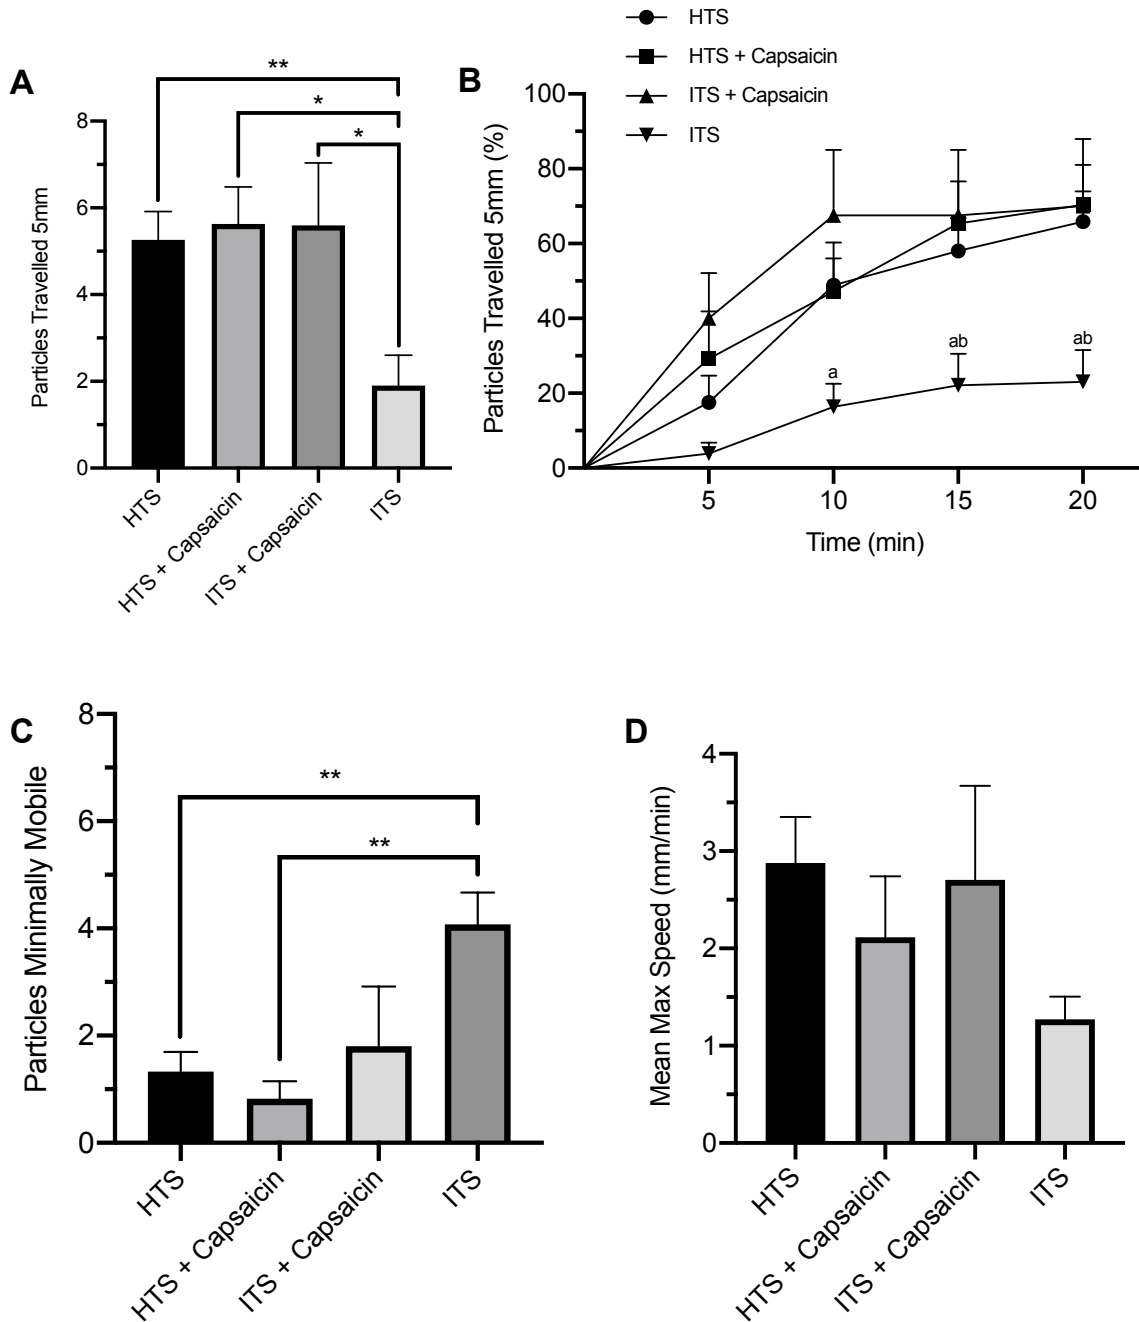 A
**
*
*
Particles Travelled 5mm
8
6
4
2
0
HTS
HTS + Capsaicin
ITS + Capsaicin
ITS
B
HTS
HTS + Capsaicin
ITS + Capsaicin
ITS
Particles Travelled 5mm (%)
100
80
60
40
20
0
a
ab
ab
5 10 15 20
Time (min)
C
**
**
Particles Minimally Mobile
8
6
4
2
0
HTS
HTS + Capsaicin
ITS + Capsaicin
ITS
D
Mean Max Speed (mm/min)
4
3
2
1
0
HTS
HTS + Capsaicin
ITS + Capsaicin
ITS